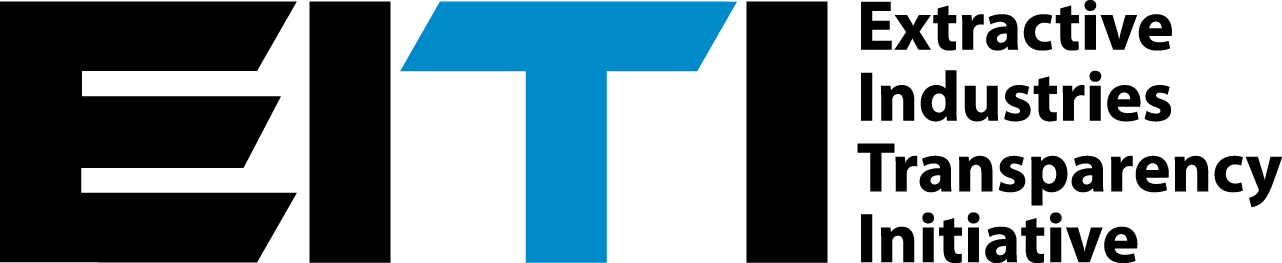 EITI
Extractive
Industries
Transparency
Initiative